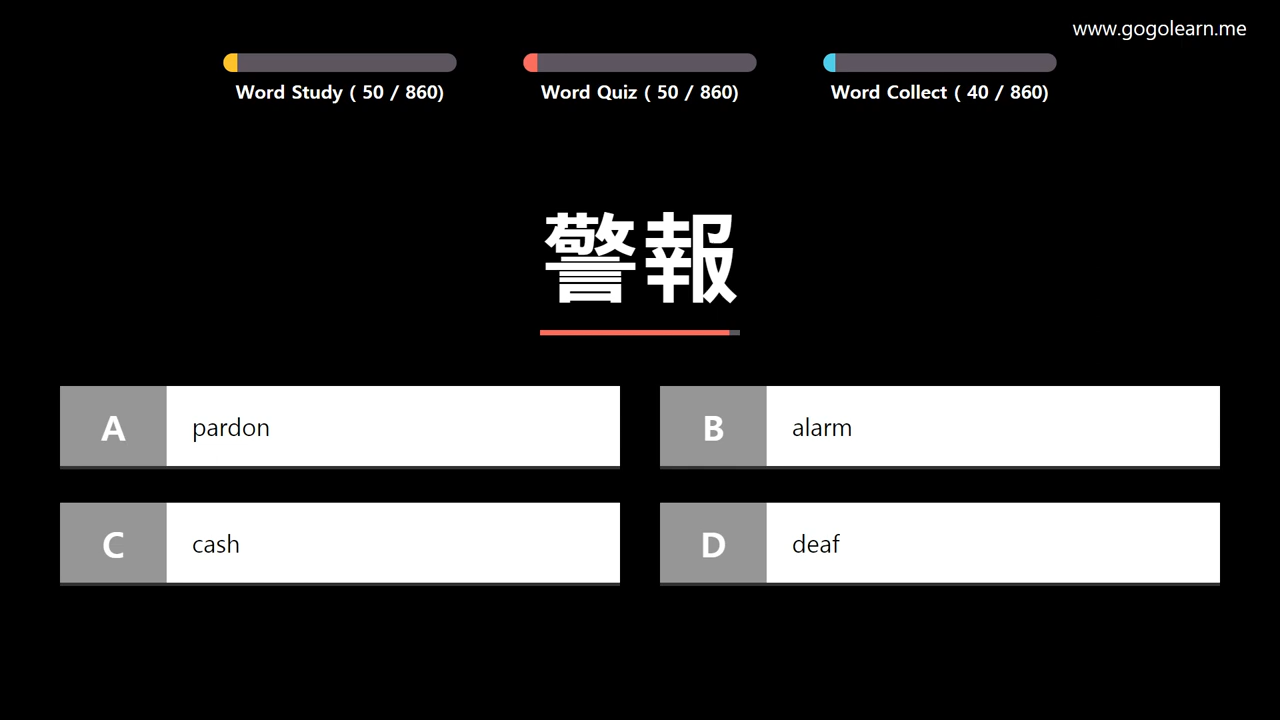 www.gogolearn.me
Word Study ( 50 / 860)
Word Quiz ( 50 / 860)
Word Collect ( 40 / 860)
警報
A pardon
B alarm
C cash
D deaf